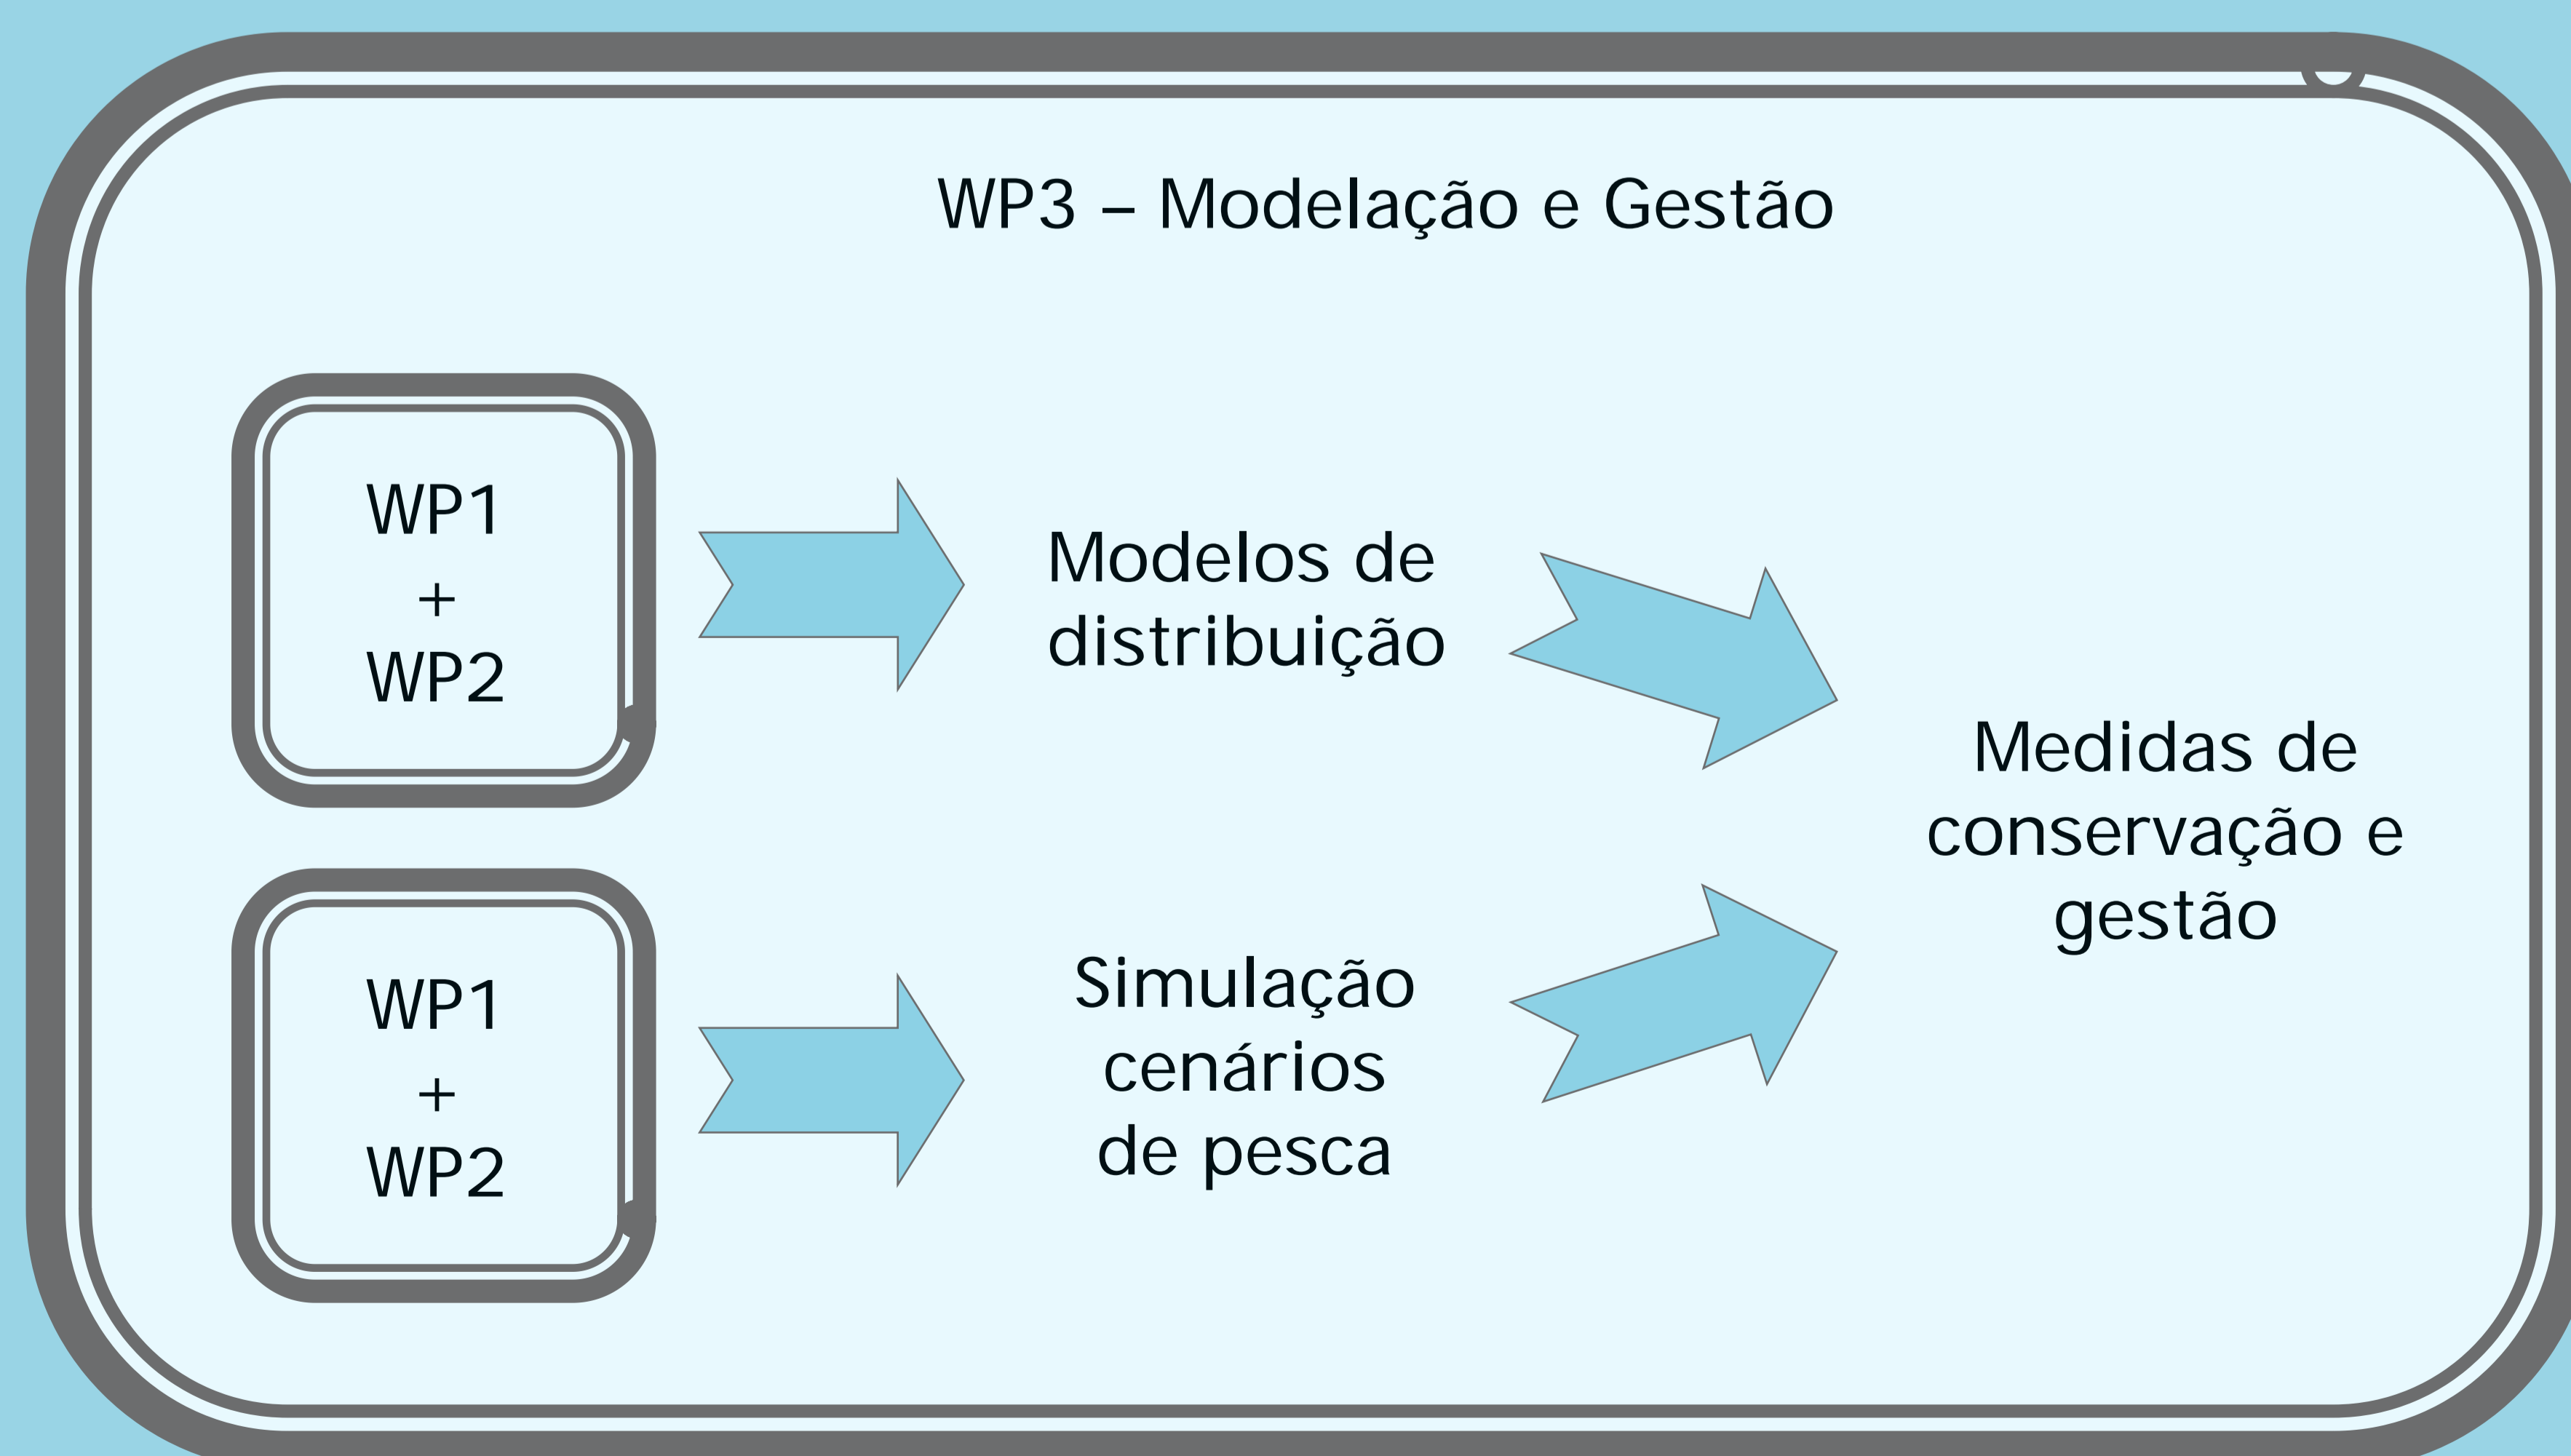 WP3 – Modelação e Gestão
WP1
+
WP2
Modelos de
distribuição
WP1
+
WP2
Simulação
cenários
de pesca
Medidas de
conservação e
gestão